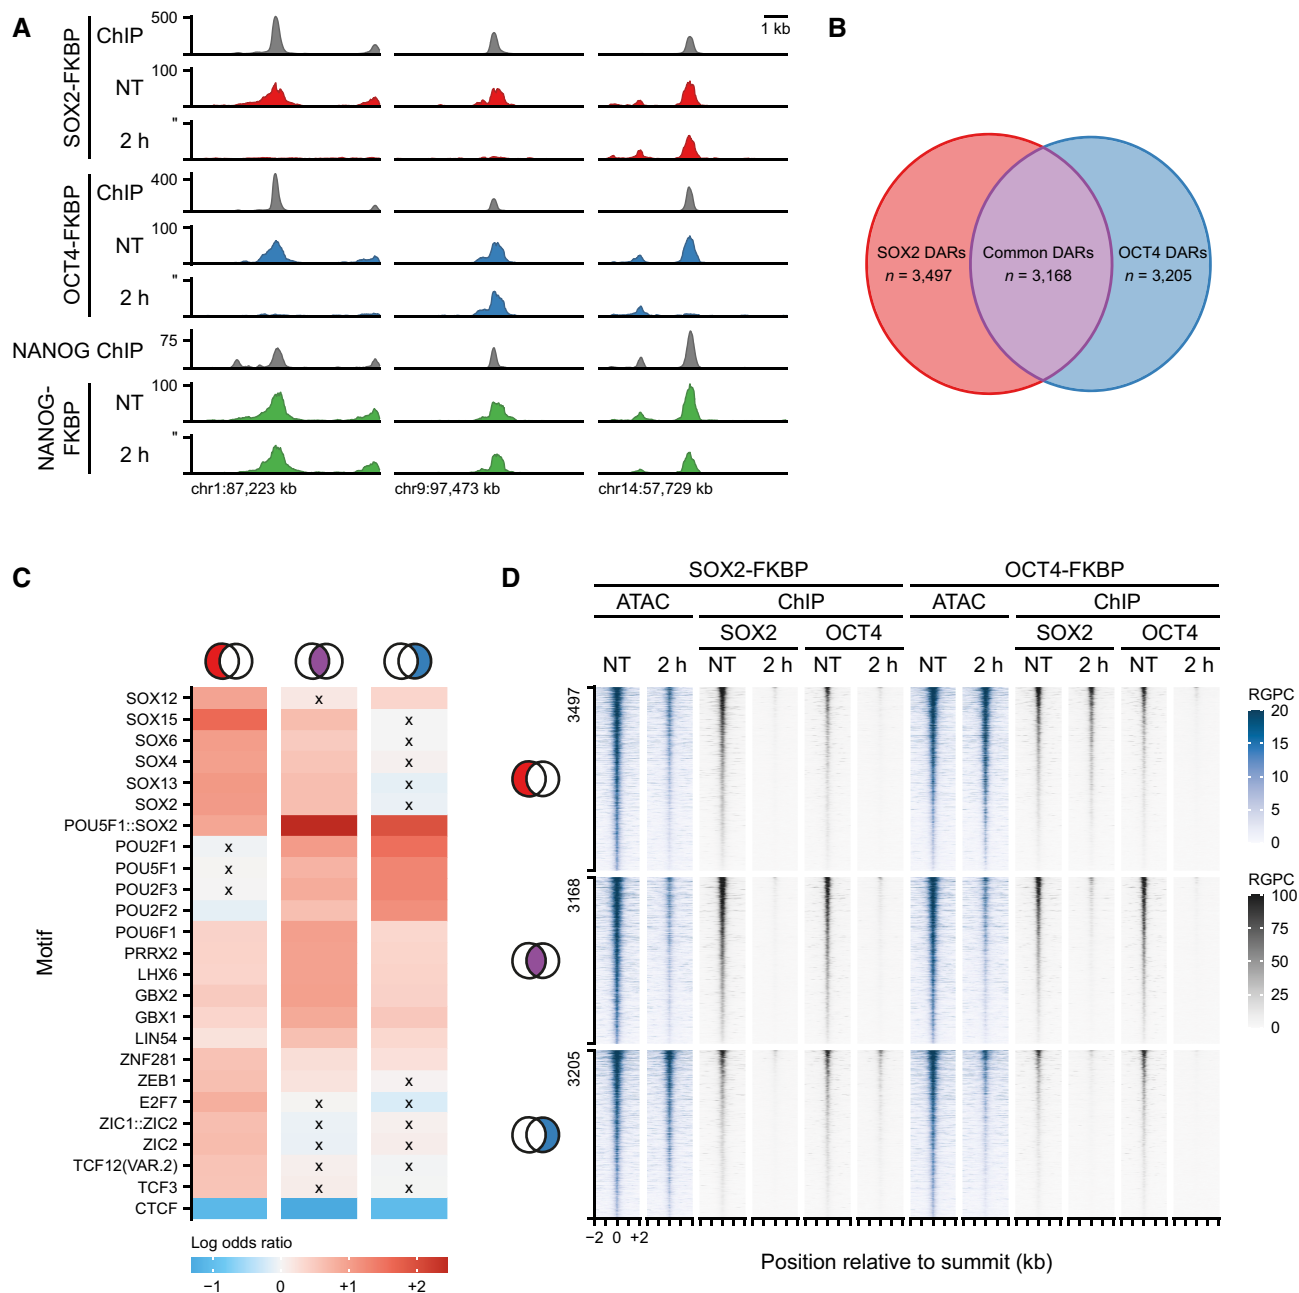 A
B
500
ChIP
1 kb
SOX2-FKBP
100
NT
"
2 h
400
ChIP
OCT4-FKBP
100
NT
"
2 h
75
NANOG ChIP
NANOG-
FKBP
100
NT
"
2 h
chr1:87,223 kb
chr9:97,473 kb
chr14:57,729 kb
SOX2 DARs
n = 3,497
Common DARs
n = 3,168
OCT4 DARs
n = 3,205
C
Motif
SOX12 x
SOX15 x
SOX6 x
SOX4 x
SOX13 x
SOX2 x
POU5F1::SOX2
POU2F1 x
POU5F1 x
POU2F3 x
POU2F2
POU6F1
PRRX2
LHX6
GBX2
GBX1
LIN54
ZNF281
ZEB1 x
E2F7 x x
ZIC1::ZIC2 x x
ZIC2 x x
TCF12(VAR.2) x x
TCF3 x x
CTCF
Log odds ratio
−1 0 +1 +2
D
SOX2-FKBP OCT4-FKBP
ATAC ChIP ATAC ChIP
SOX2 OCT4 SOX2 OCT4
NT 2 h NT 2 h NT 2 h NT 2 h NT 2 h NT 2 h
3497
3168
3205
RGPC
20
15
10
5
0
RGPC
100
75
50
25
0
−2 0 +2
Position relative to summit (kb)